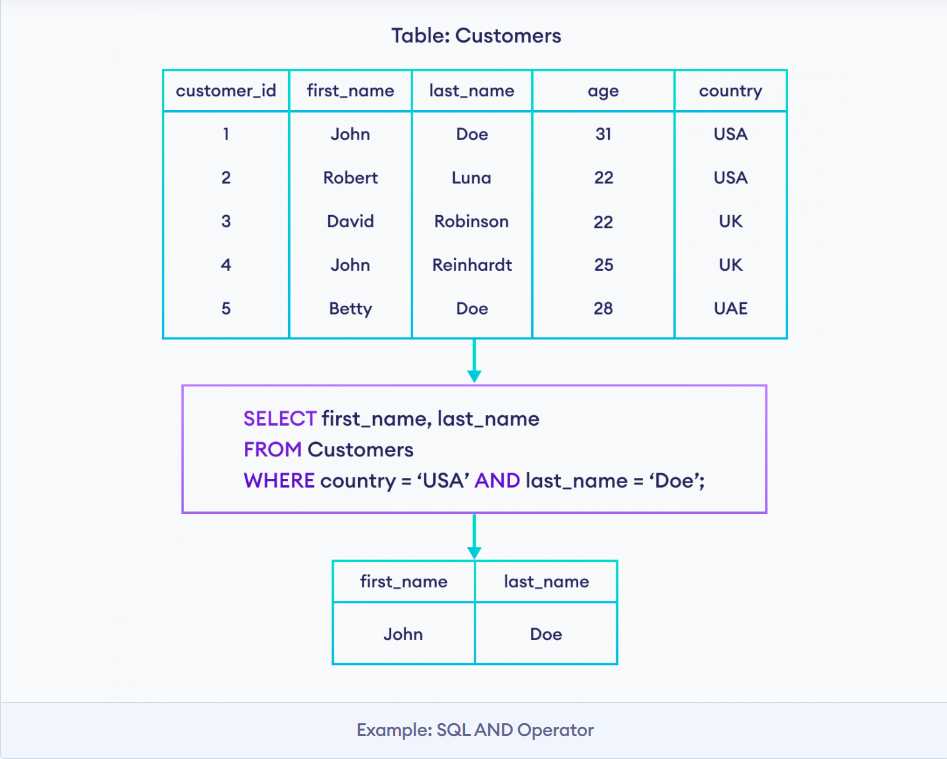 Table: Customers
customer_id first_name last_name age country
1 John Doe 31 USA
2 Robert Luna 22 USA
3 David Robinson 22 UK
4 John Reinhardt 25 UK
5 Betty Doe 28 UAE
SELECT first_name, last_name
FROM Customers
WHERE country = ‘USA’ AND last_name = ‘Doe’;
first_name last_name
John Doe
Example: SQL AND Operator